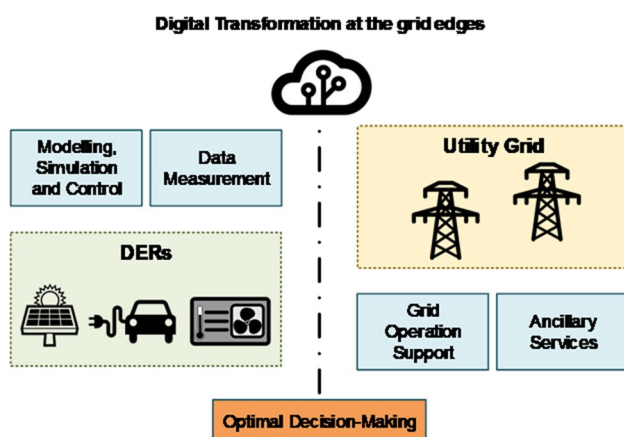 Digital Transformation at the grid edges
Modelling,
Simulation
and Control
Data
Measurement
DERs
Utility Grid
Grid
Operation
Support
Ancillary
Services
Optimal Decision-Making